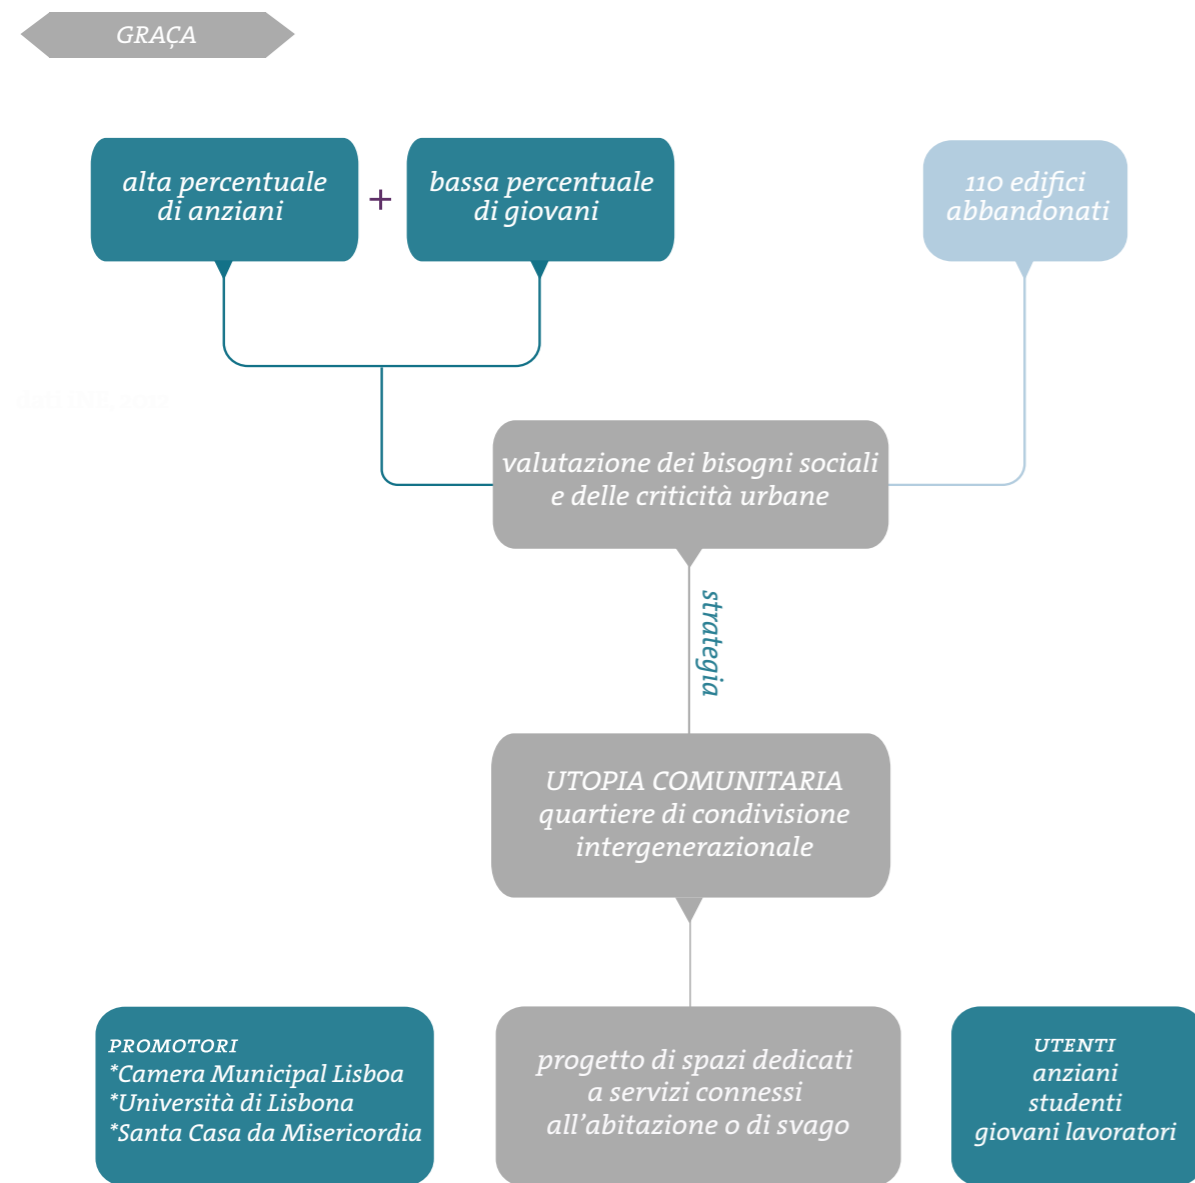 GRAÇA
alta percentuale
di anziani
+
bassa percentuale
di giovani
110 edifici
abbandonati
valutazione dei bisogni sociali
e delle criticità urbane
strategia
UTOPIA COMUNITARIA
quartiere di condivisione
intergenerazionale
PROMOTORI
*Camera Municipal Lisboa
*Università di Lisbona
*Santa Casa da Misericordia
progetto di spazi dedicati
a servizi connessi
all'abitazione o di svago
UTENTI
anziani
studenti
giovani lavoratori